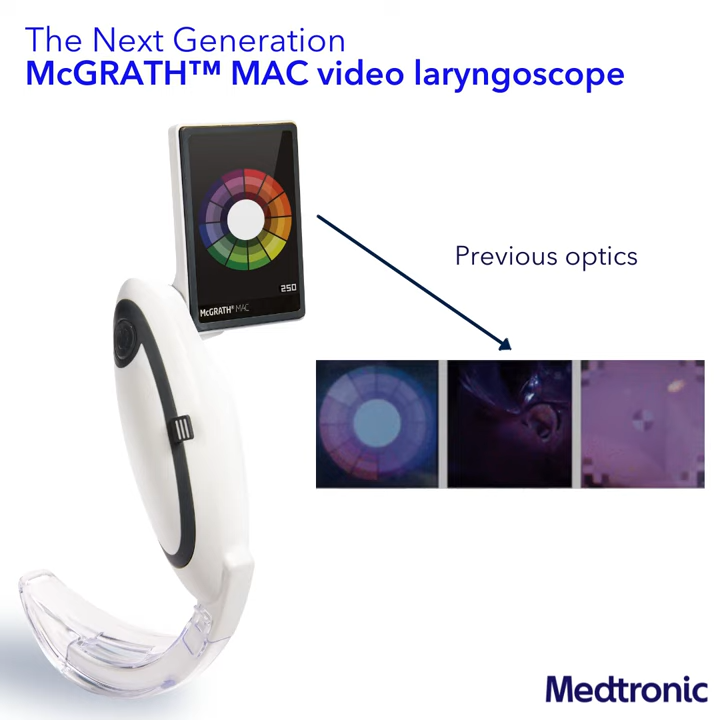 The Next Generation
McGRATH™ MAC video laryngoscope
Previous optics
250
McGRATH® MAC
Medtronic